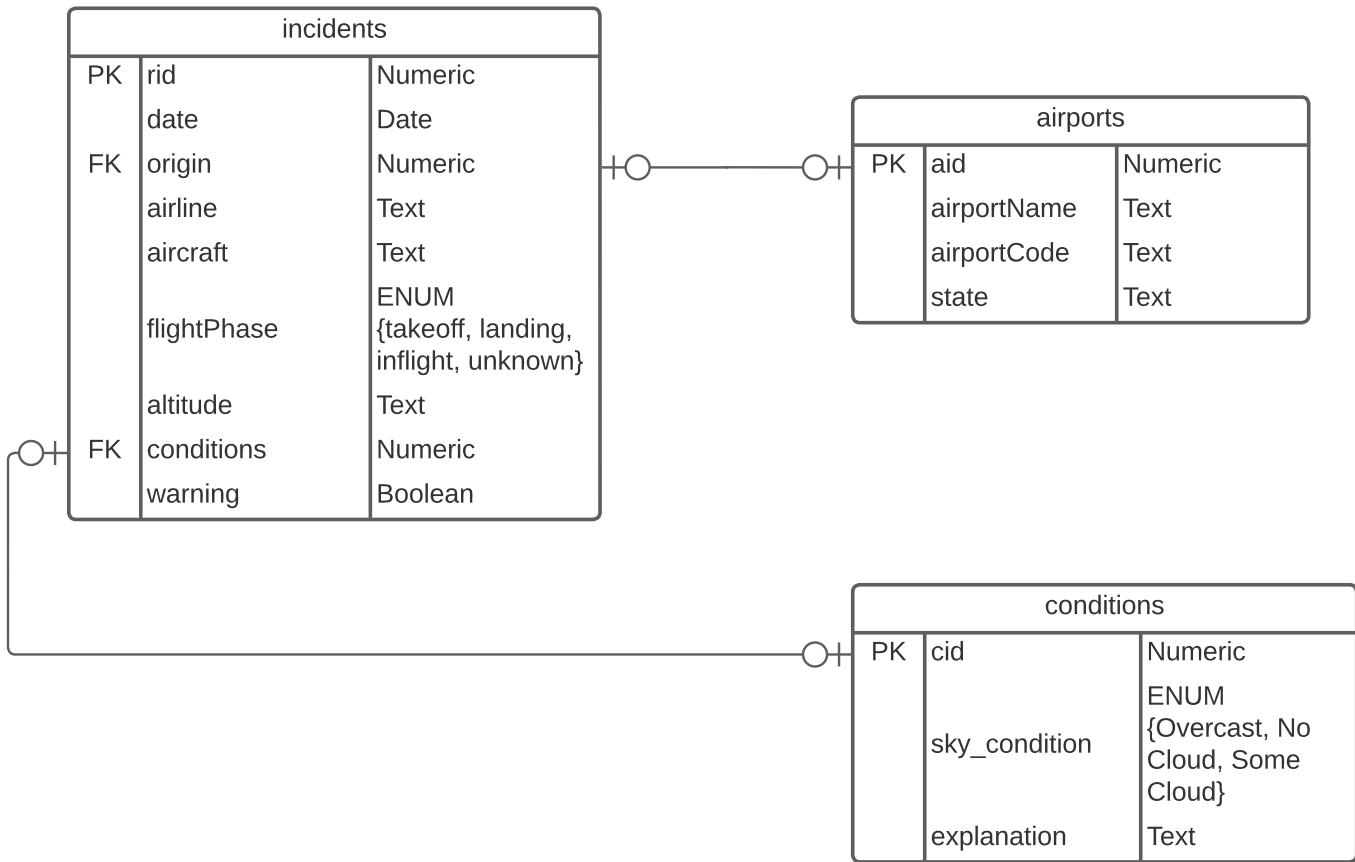 incidents
PK rid Numeric
date Date
FK origin Numeric
airline Text
aircraft Text
flightPhase ENUM
{takeoff, landing,
inflight, unknown}
altitude Text
FK conditions Numeric
warning Boolean
airports
PK aid Numeric
airportName Text
airportCode Text
state Text
conditions
PK cid Numeric
sky_condition ENUM
{Overcast, No
Cloud, Some
Cloud}
explanation Text